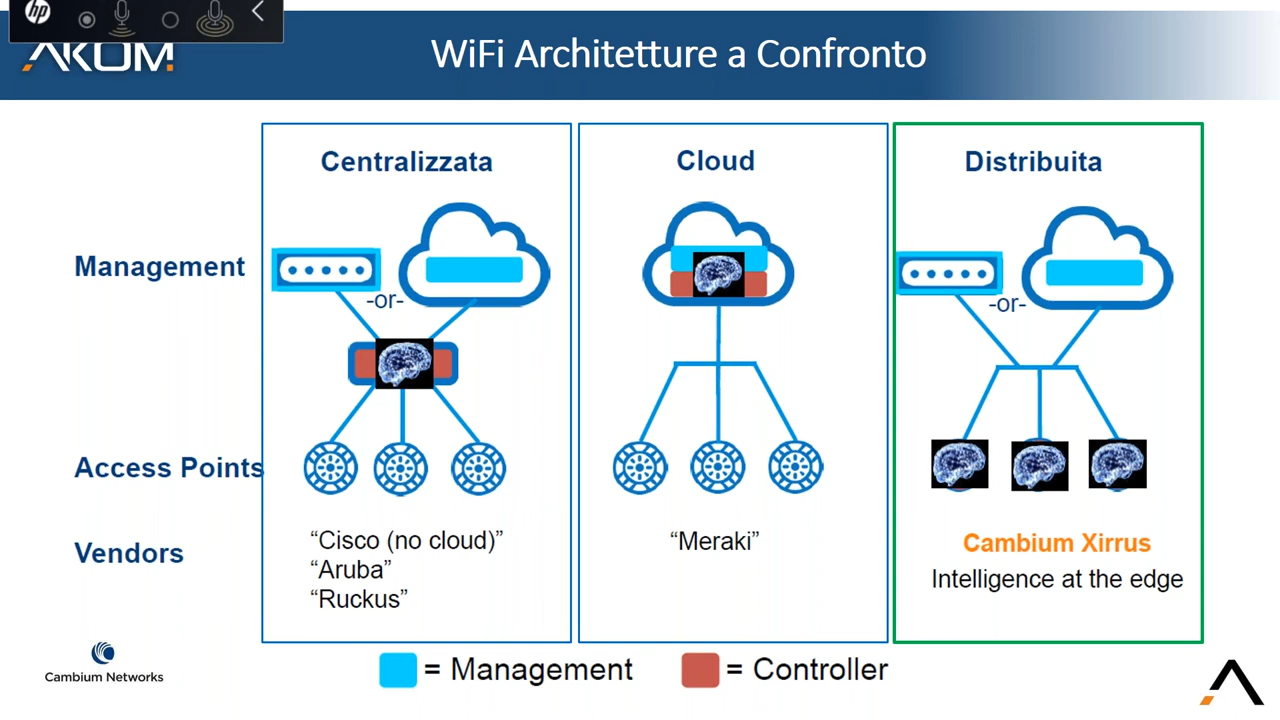 hp
AKOM
WiFi Architetture a Confronto
Centralizzata
Cloud
Distribuita
Management
-or-
-or-
Access Points
Vendors
“Cisco (no cloud)”
“Aruba”
“Ruckus”
“Meraki”
Cambium Xirrus
Intelligence at the edge
Cambium Networks
= Management
= Controller